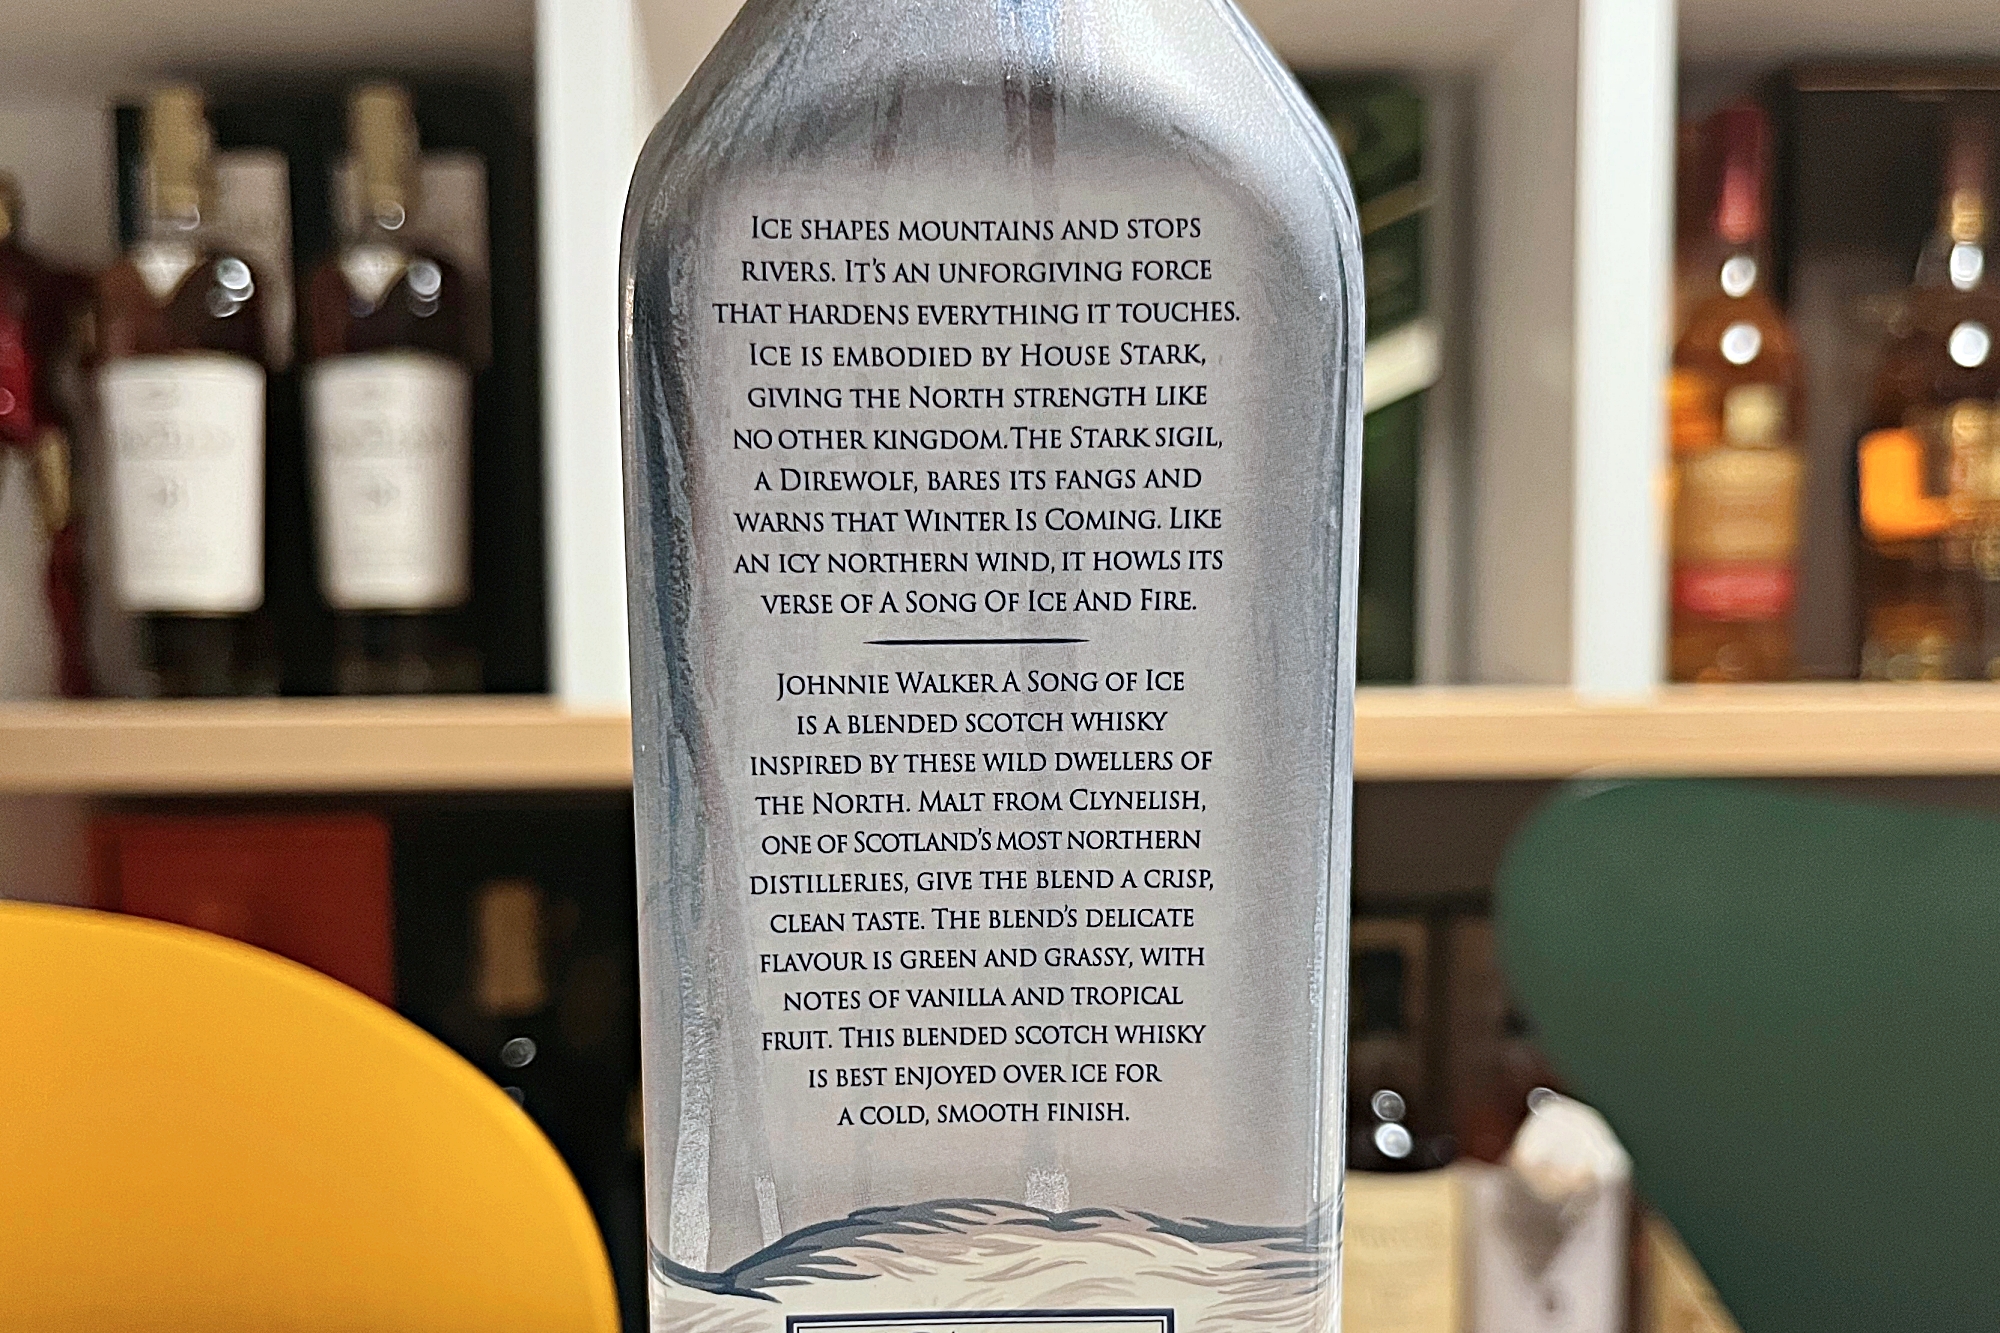 Ice shapes mountains and stops
rivers. It's an unforgiving force
that hardens everything it touches.
Ice is embodied by House Stark,
giving the North strength like
no other kingdom. The Stark sigil,
a Direwolf, bares its fangs and
warns that Winter Is Coming. Like
an icy northern wind, it howls its
verse of A Song Of Ice And Fire.
Johnnie Walker A Song of Ice
is a blended scotch whisky
inspired by these wild dwellers of
the North. Malt from Clynelish,
one of Scotland's most northern
distilleries, give the blend a crisp,
clean taste. The blend's delicate
flavour is green and grassy, with
notes of vanilla and tropical
fruit. This blended scotch whisky
is best enjoyed over ice for
a cold, smooth finish.